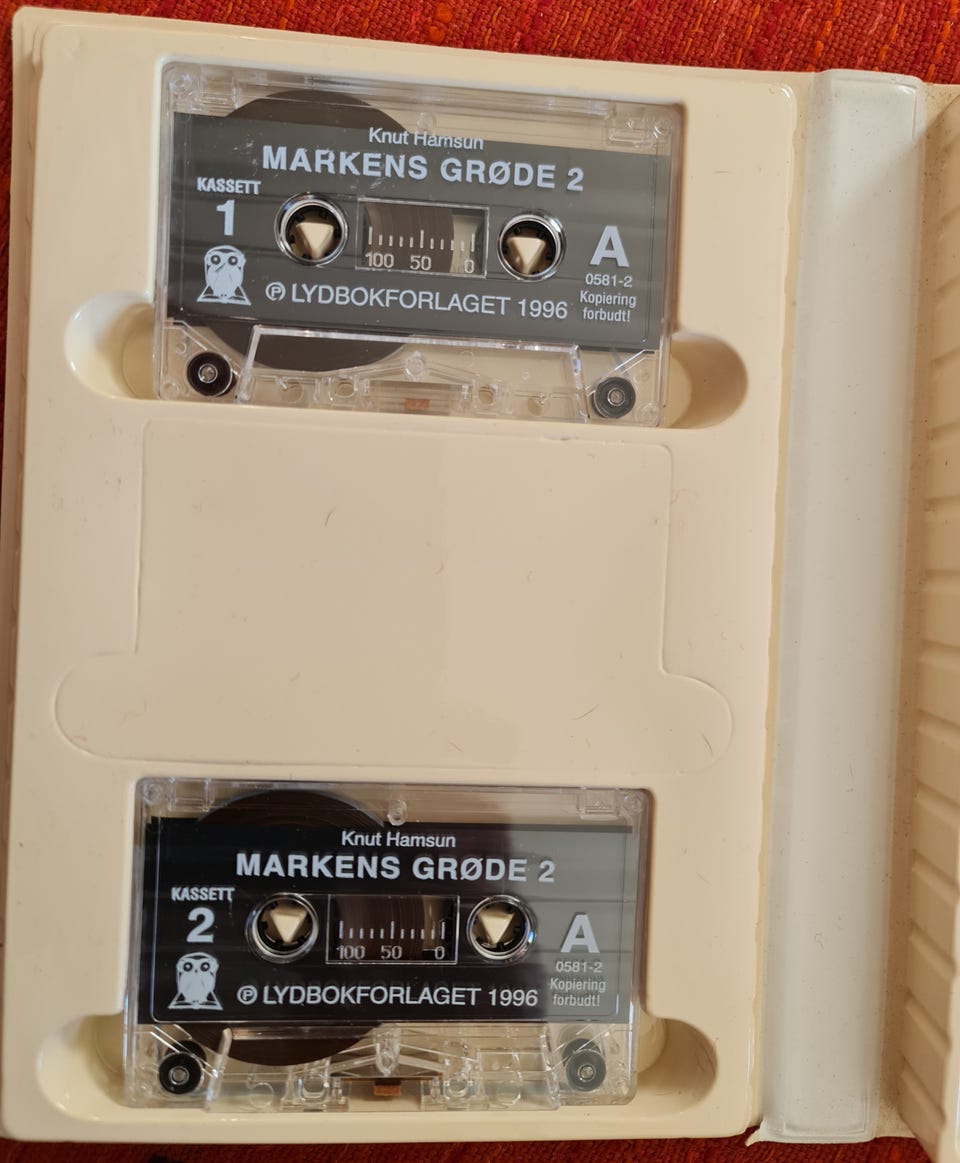 Knut Hamsun
MARKENS GRØDE 2
KASSETT
1
100 50 0
A
0581-2
Kopiering
forbudt!
℗ LYDBOKFORLAGET 1996
Knut Hamsun
MARKENS GRØDE 2
KASSETT
2
100 50 0
A
0581-2
Kopiering
forbudt!
℗ LYDBOKFORLAGET 1996